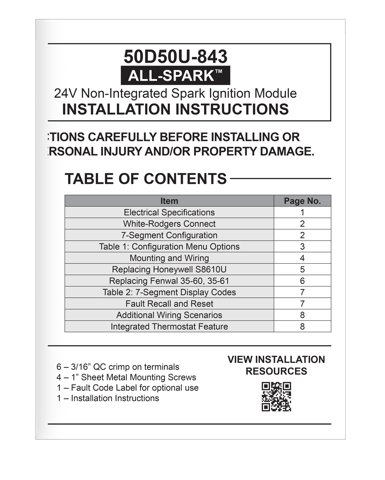 50D50U-843
ALL-SPARK™
24V Non-Integrated Spark Ignition Module
INSTALLATION INSTRUCTIONS
CAREFULLY BEFORE INSTALLING OR
INJURY AND/OR PROPERTY DAMAGE.
TABLE OF CONTENTS
Item Page No.
Electrical Specifications 1
White-Rodgers Connect 2
7-Segment Configuration 2
Table 1: Configuration Menu Options 3
Mounting and Wiring 4
Replacing Honeywell S8610U 5
Replacing Fenwal 35-60, 35-61 6
Table 2: 7-Segment Display Codes 7
Fault Recall and Reset 7
Additional Wiring Scenarios 8
Integrated Thermostat Feature 8
6 – 3/16” QC crimp on terminals
4 – 1” Sheet Metal Mounting Screws
1 – Fault Code Label for optional use
1 – Installation Instructions
VIEW INSTALLATION
RESOURCES